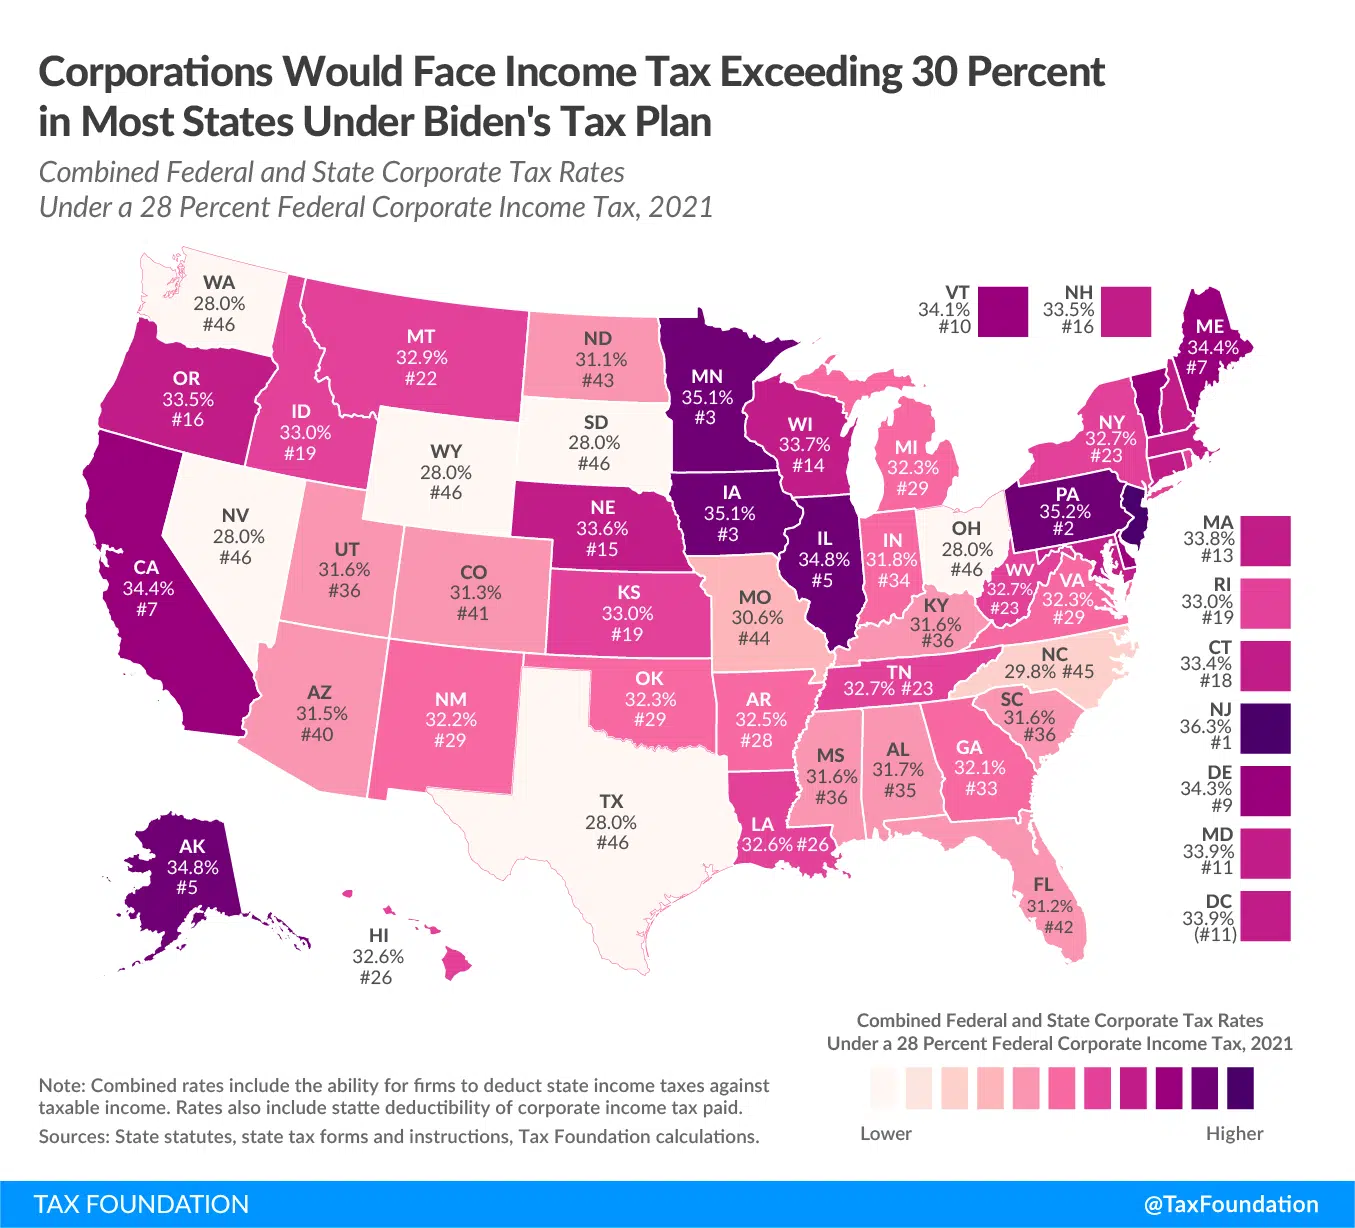 Corporations Would Face Income Tax Exceeding 30 Percent
in Most States Under Biden's Tax Plan
Combined Federal and State Corporate Tax Rates
Under a 28 Percent Federal Corporate Income Tax, 2021
WA
28.0%
#46
OR
33.5%
#16
CA
34.4%
#7
NV
28.0%
#46
ID
33.0%
#19
MT
32.9%
#22
WY
28.0%
#46
UT
31.6%
#36
CO
31.3%
#41
AZ
31.5%
#40
NM
32.2%
#29
ND
31.1%
#43
SD
28.0%
#46
NE
33.6%
#15
KS
33.0%
#19
OK
32.3%
#29
TX
28.0%
#46
MN
35.1%
#3
IA
35.1%
#3
MO
30.6%
#44
AR
32.5%
#28
LA
32.6% #26
WI
33.7%
#14
IL
34.8%
#5
MI
32.3%
#29
IN
31.8%
#34
OH
28.0%
#46
KY
31.6%
#36
TN
32.7% #23
MS
31.6%
#36
AL
31.7%
#35
GA
32.1%
#33
FL
31.2%
#42
SC
31.6%
#36
NC
29.8% #45
WV
32.7%
#23
VA
32.3%
#29
PA
35.2%
#2
NY
32.7%
#23
VT
34.1%
#10
NH
33.5%
#16
ME
34.4%
#7
MA
33.8%
#13
RI
33.0%
#19
CT
33.4%
#18
NJ
36.3%
#1
DE
34.3%
#9
MD
33.9%
#11
DC
33.9%
(#11)
AK
34.8%
#5
HI
32.6%
#26
Combined Federal and State Corporate Tax Rates
Under a 28 Percent Federal Corporate Income Tax, 2021
Lower
Higher
Note: Combined rates include the ability for firms to deduct state income taxes against
taxable income. Rates also include statte deductibility of corporate income tax paid.
Sources: State statutes, state tax forms and instructions, Tax Foundation calculations.
TAX FOUNDATION
@TaxFoundation